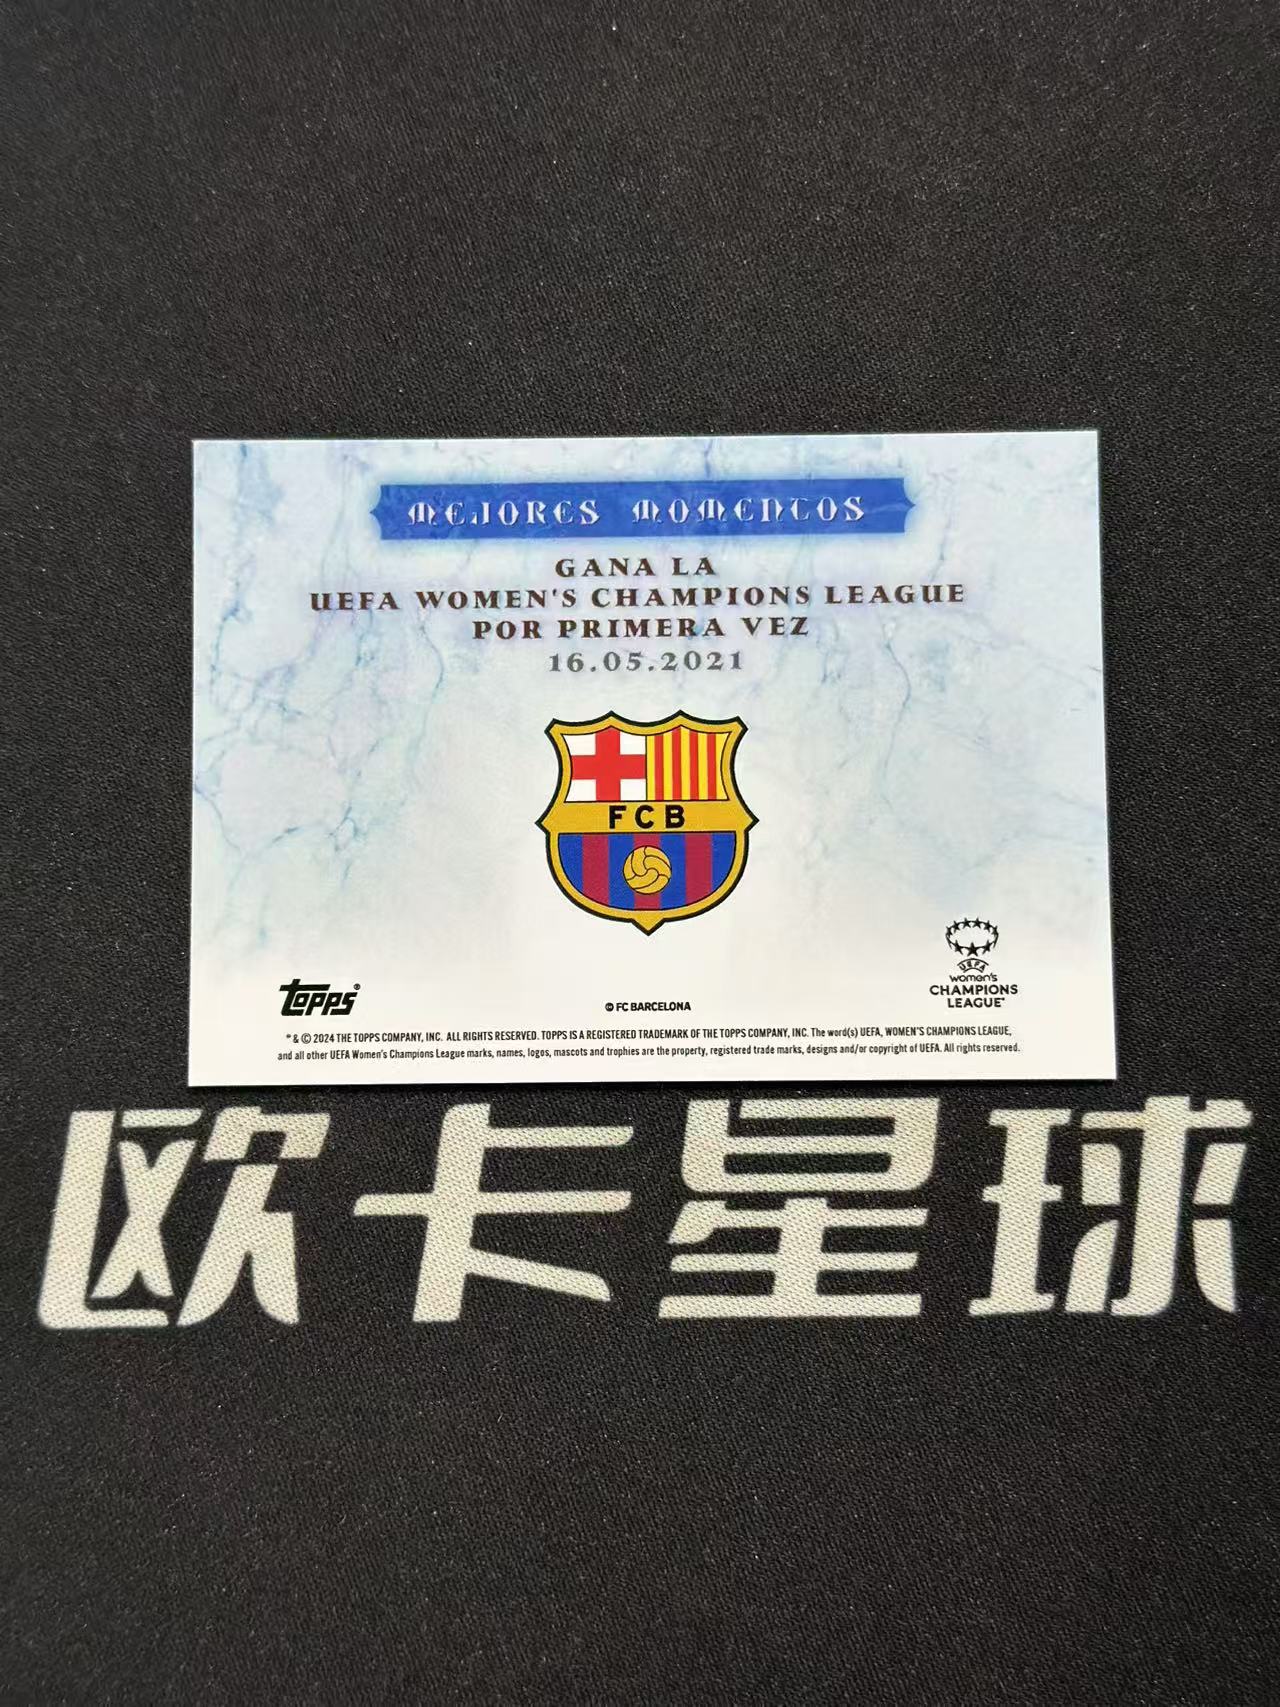 MEJORES MOMENTOS
GANA LA
UEFA WOMEN'S CHAMPIONS LEAGUE
POR PRIMERA VEZ
16.05.2021
FCB
topps®
© FC BARCELONA
UEFA
women's
CHAMPIONS
LEAGUE™
® & © 2024 THE TOPPS COMPANY, INC. ALL RIGHTS RESERVED. TOPPS IS A REGISTERED TRADEMARK OF THE TOPPS COMPANY, INC. The word(s) UEFA, WOMEN'S CHAMPIONS LEAGUE,
and all other UEFA Women's Champions League marks, names, logos, mascots and trophies are the property, registered trade marks, designs and/or copyright of UEFA. All rights reserved.
欧卡星球